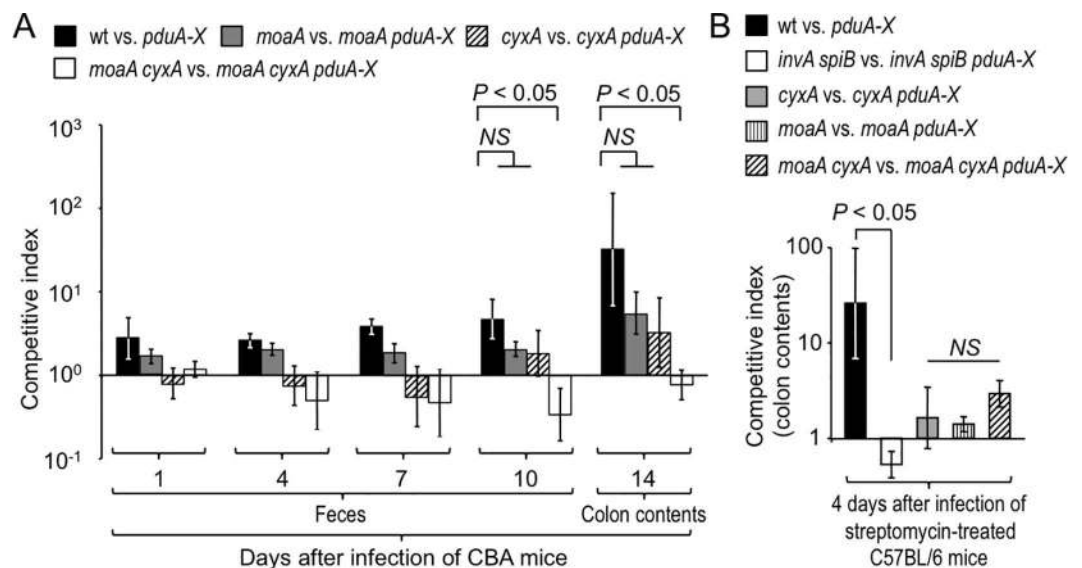 A
wt vs. pduA-X moaA vs. moaA pduA-X cyxA vs. cyxA pduA-X
moaA cyxA vs. moaA cyxA pduA-X
P < 0.05 P < 0.05
NS NS
Competitive index
10³
10²
10¹
10⁰
10⁻¹
1 4 7 10 14
Feces Colon contents
Days after infection of CBA mice
B
wt vs. pduA-X
invA spiB vs. invA spiB pduA-X
cyxA vs. cyxA pduA-X
moaA vs. moaA pduA-X
moaA cyxA vs. moaA cyxA pduA-X
P < 0.05
NS
Competitive index
(colon contents)
100
10
1
4 days after infection of
streptomycin-treated
C57BL/6 mice